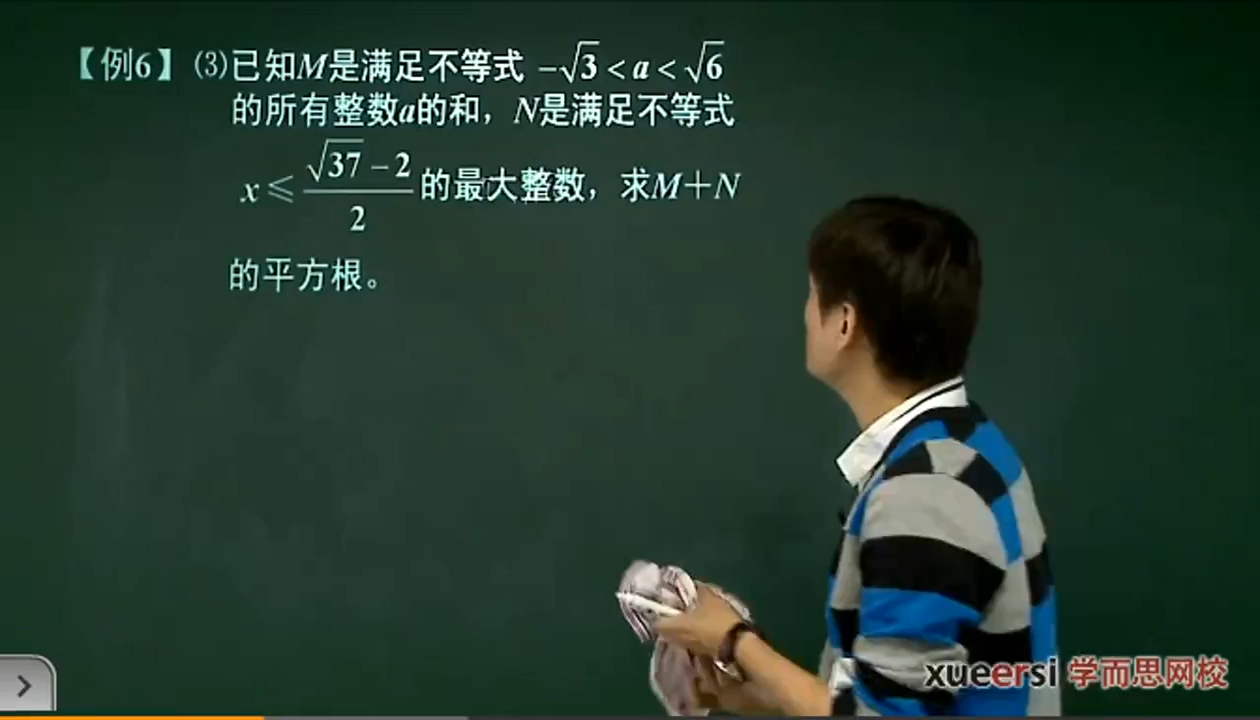 【例6】 ⑶已知M是满足不等式 -√3 < a < √6
的所有整数a的和，N是满足不等式
x ≤ (√37 - 2)/2 的最大整数，求M+N
的平方根。
xueersi 学而思网校